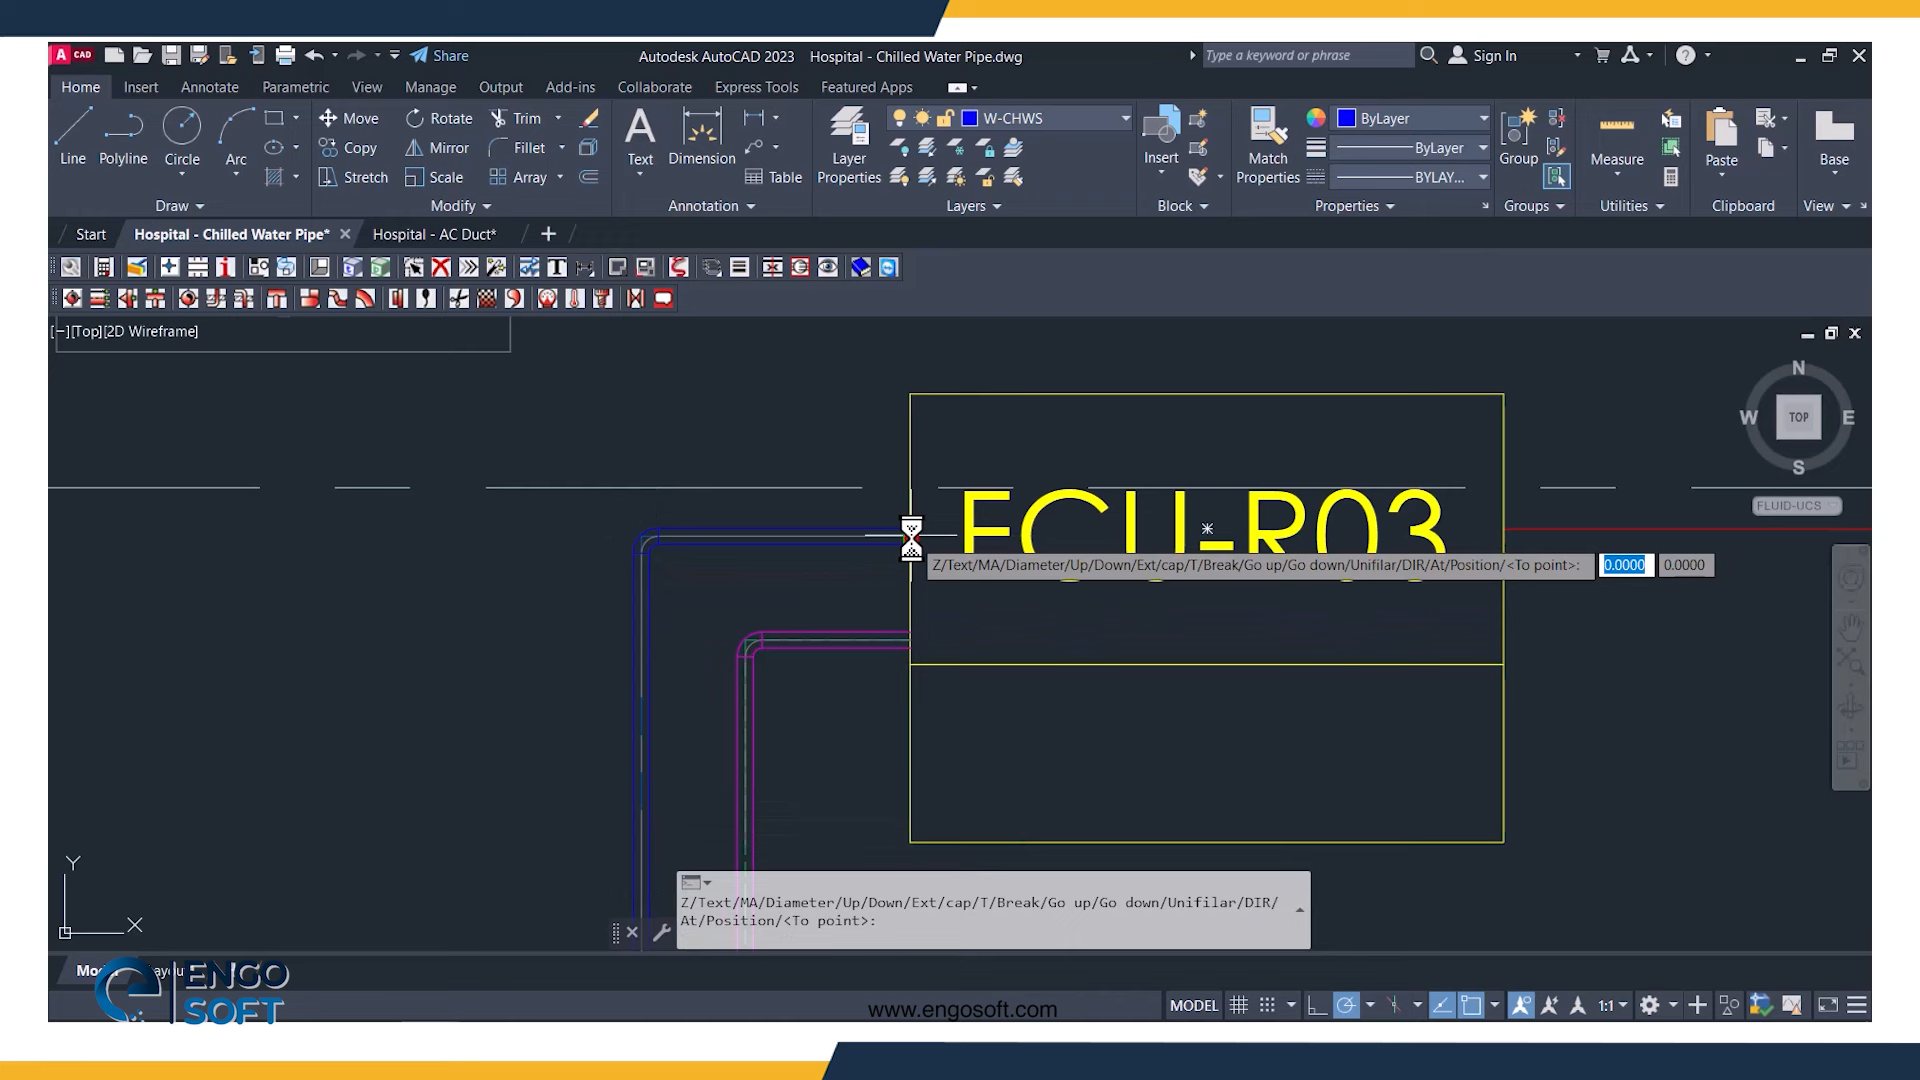 CAD
Share
Autodesk AutoCAD 2023 Hospital - Chilled Water Pipe.dwg
Type a keyword or phrase
Sign In
Home Insert Annotate Parametric View Manage Output Add-ins Collaborate Express Tools Featured Apps
Line Polyline Circle Arc
Move Rotate Trim
Copy Mirror Fillet
Stretch Scale Array
Text Dimension Table
Layer Properties
W-CHWS
Insert
Match Properties
ByLayer
ByLayer
BYLAY...
Group
Measure
Paste
Base
Draw Modify Annotation Layers Block Properties Groups Utilities Clipboard View
Start Hospital - Chilled Water Pipe* Hospital - AC Duct*
[−][Top][2D Wireframe]
N
W TOP E
S
FLUID-UCS
Z/Text/MA/Diameter/Up/Down/Ext/cap/T/Break/Go up/Go down/Unifilar/DIR/At/Position/<To point>: 0.0000 0.0000
Y
X
Z/Text/MA/Diameter/Up/Down/Ext/cap/T/Break/Go up/Go down/Unifilar/DIR/
At/Position/<To point>:
ENGO
SOFT
www.engosoft.com
MODEL
1:1